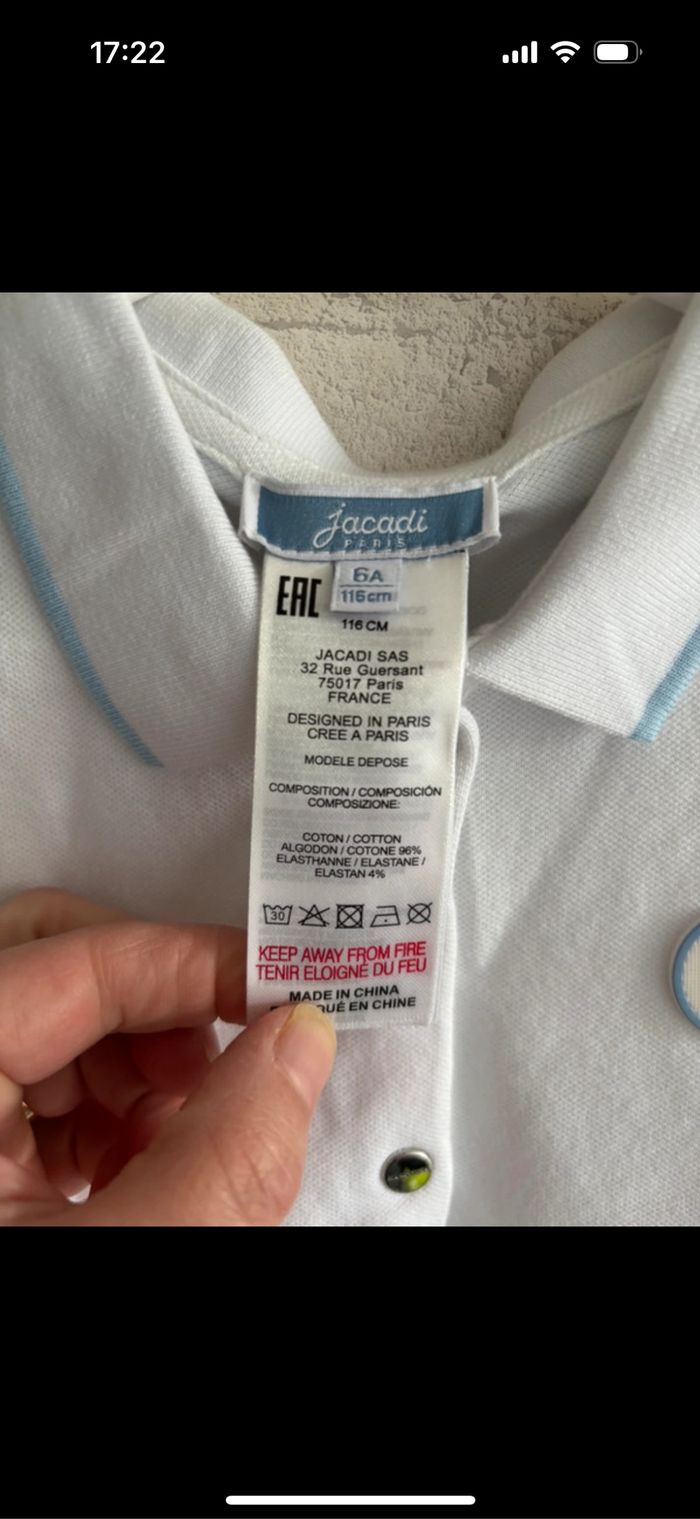 17:22
jacadi
PARIS
6A
116cm
EAC
116 CM
JACADI SAS
32 Rue Guersant
75017 Paris
FRANCE
DESIGNED IN PARIS
CREE A PARIS
MODELE DEPOSE
COMPOSITION / COMPOSICIÓN
COMPOSIZIONE:
COTON / COTTON
ALGODON / COTONE 96%
ELASTHANNE / ELASTANE /
ELASTAN 4%
30
KEEP AWAY FROM FIRE
TENIR ELOIGNÉ DU FEU
MADE IN CHINA
QUÉ EN CHINE